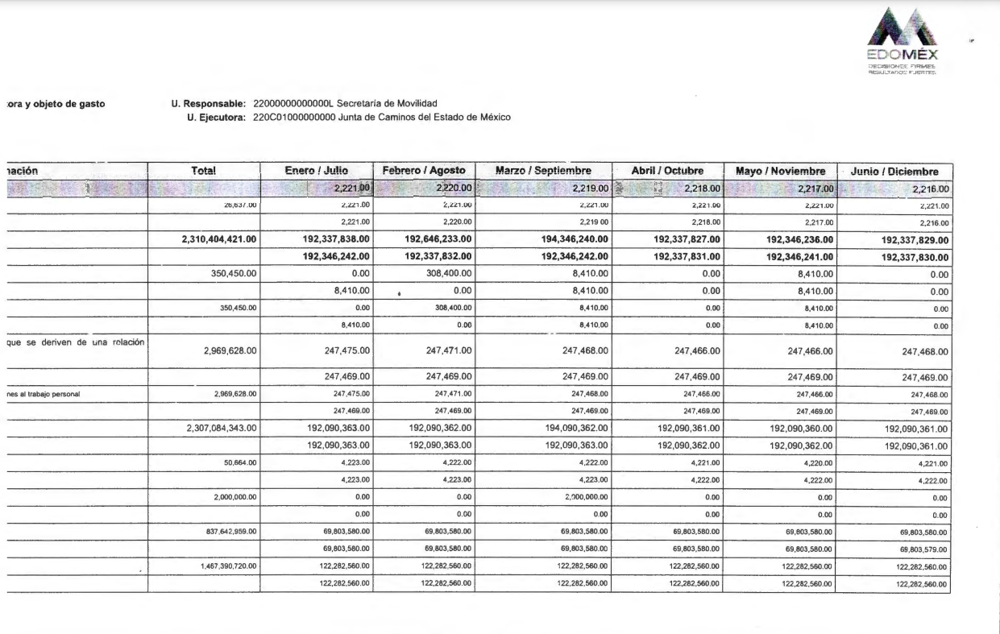 EDOMÉX
DECISIONES FIRMES
RESULTADOS FUERTES
ora y objeto de gasto
U. Responsable: 22000000000000L Secretaría de Movilidad
U. Ejecutora: 220C01000000000 Junta de Caminos del Estado de México
nación Total Enero / Julio Febrero / Agosto Marzo / Septiembre Abril / Octubre Mayo / Noviembre Junio / Diciembre
2,221.00 2,220.00 2,219.00 2,218.00 2,217.00 2,216.00
26,637.00 2,221.00 2,221.00 2,221.00 2,221.00 2,221.00 2,221.00
2,221.00 2,220.00 2,219 00 2,218.00 2,217.00 2,216.00
2,310,404,421.00 192,337,838.00 192,646,233.00 194,346,240.00 192,337,827.00 192,346,236.00 192,337,829.00
192,346,242.00 192,337,832.00 192,346,242.00 192,337,831.00 192,346,241.00 192,337,830.00
350,450.00 0.00 308,400.00 8,410.00 0.00 8,410.00 0.00
8,410.00 0.00 8,410.00 0.00 8,410.00 0.00
350,450.00 0.00 308,400.00 8,410.00 0.00 8,410.00 0.00
8,410.00 0.00 8,410.00 0.00 8,410.00 0.00
que se deriven de una relación
2,969,628.00 247,475.00 247,471.00 247,468.00 247,466.00 247,466.00 247,468.00
247,469.00 247,469.00 247,469.00 247,469.00 247,469.00 247,469.00
nes al trabajo personal 2,969,628.00 247,475.00 247,471.00 247,468.00 247,466.00 247,466.00 247,468.00
247,469.00 247,469.00 247,469.00 247,469.00 247,469.00 247,469.00
2,307,084,343.00 192,090,363.00 192,090,362.00 194,090,362.00 192,090,361.00 192,090,360.00 192,090,361.00
192,090,363.00 192,090,363.00 192,090,363.00 192,090,362.00 192,090,362.00 192,090,361.00
50,664.00 4,223.00 4,222.00 4,222.00 4,221.00 4,220.00 4,221.00
4,223.00 4,223.00 4,223.00 4,222.00 4,222.00 4,222.00
2,000,000.00 0.00 0.00 2,000,000.00 0.00 0.00 0.00
0.00 0.00 0.00 0.00 0.00 0.00
837,642,959.00 69,803,580.00 69,803,580.00 69,803,580.00 69,803,580.00 69,803,580.00 69,803,580.00
69,803,580.00 69,803,580.00 69,803,580.00 69,803,580.00 69,803,580.00 69,803,579.00
1,467,390,720.00 122,282,560.00 122,282,560.00 122,282,560.00 122,282,560.00 122,282,560.00 122,282,560.00
122,282,560.00 122,282,560.00 122,282,560.00 122,282,560.00 122,282,560.00 122,282,560.00